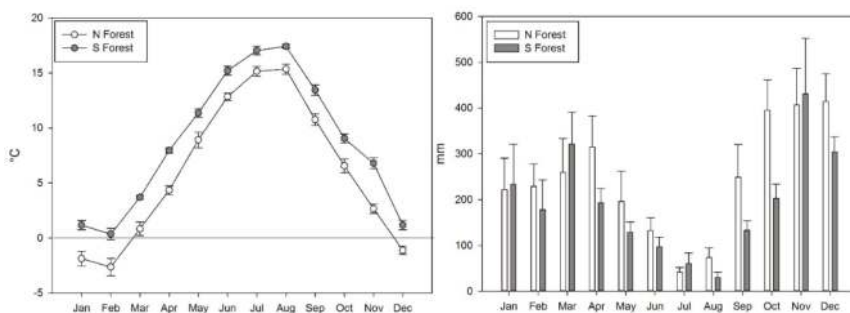 20
15
10
5
0
-5
°C
N Forest
S Forest
Jan Feb Mar Apr May Jun Jul Aug Sep Oct Nov Dec
600
500
400
300
200
100
0
mm
N Forest
S Forest
Jan Feb Mar Apr May Jun Jul Aug Sep Oct Nov Dec